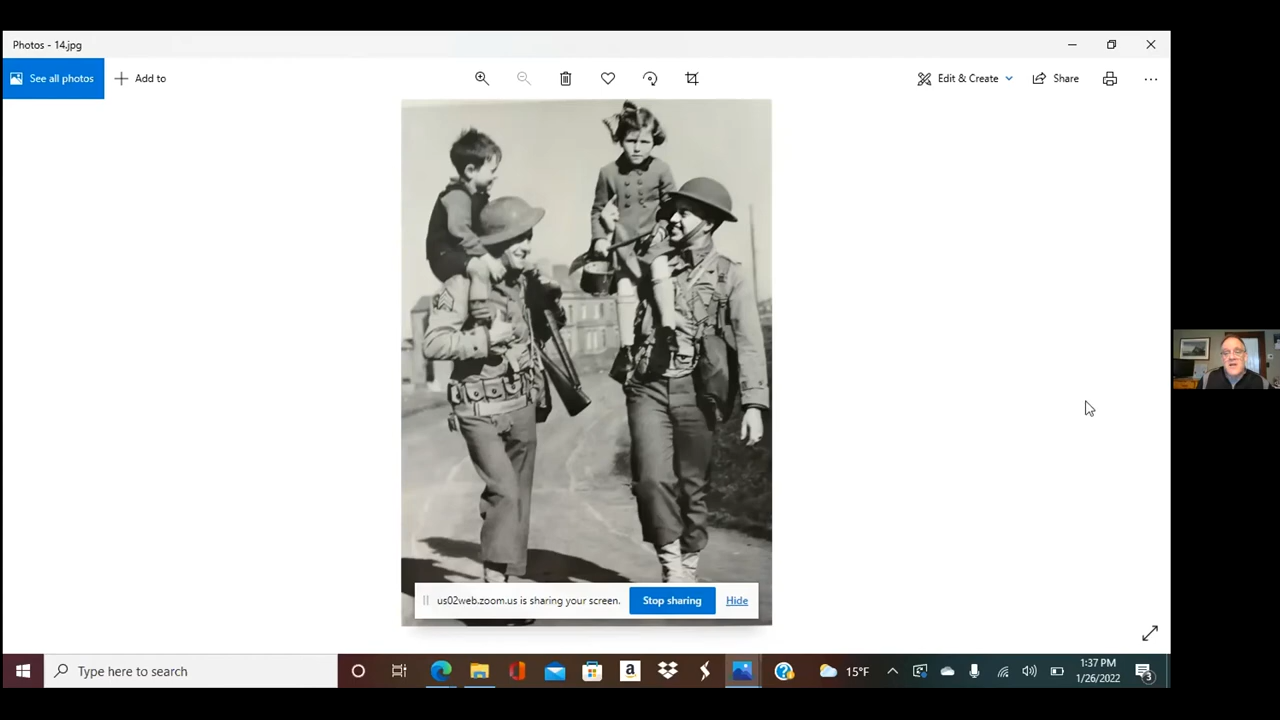 Photos - 14.jpg
See all photos
Add to
Edit & Create
Share
us02web.zoom.us is sharing your screen.
Stop sharing
Hide
Type here to search
a
15°F
1:37 PM
1/26/2022
3